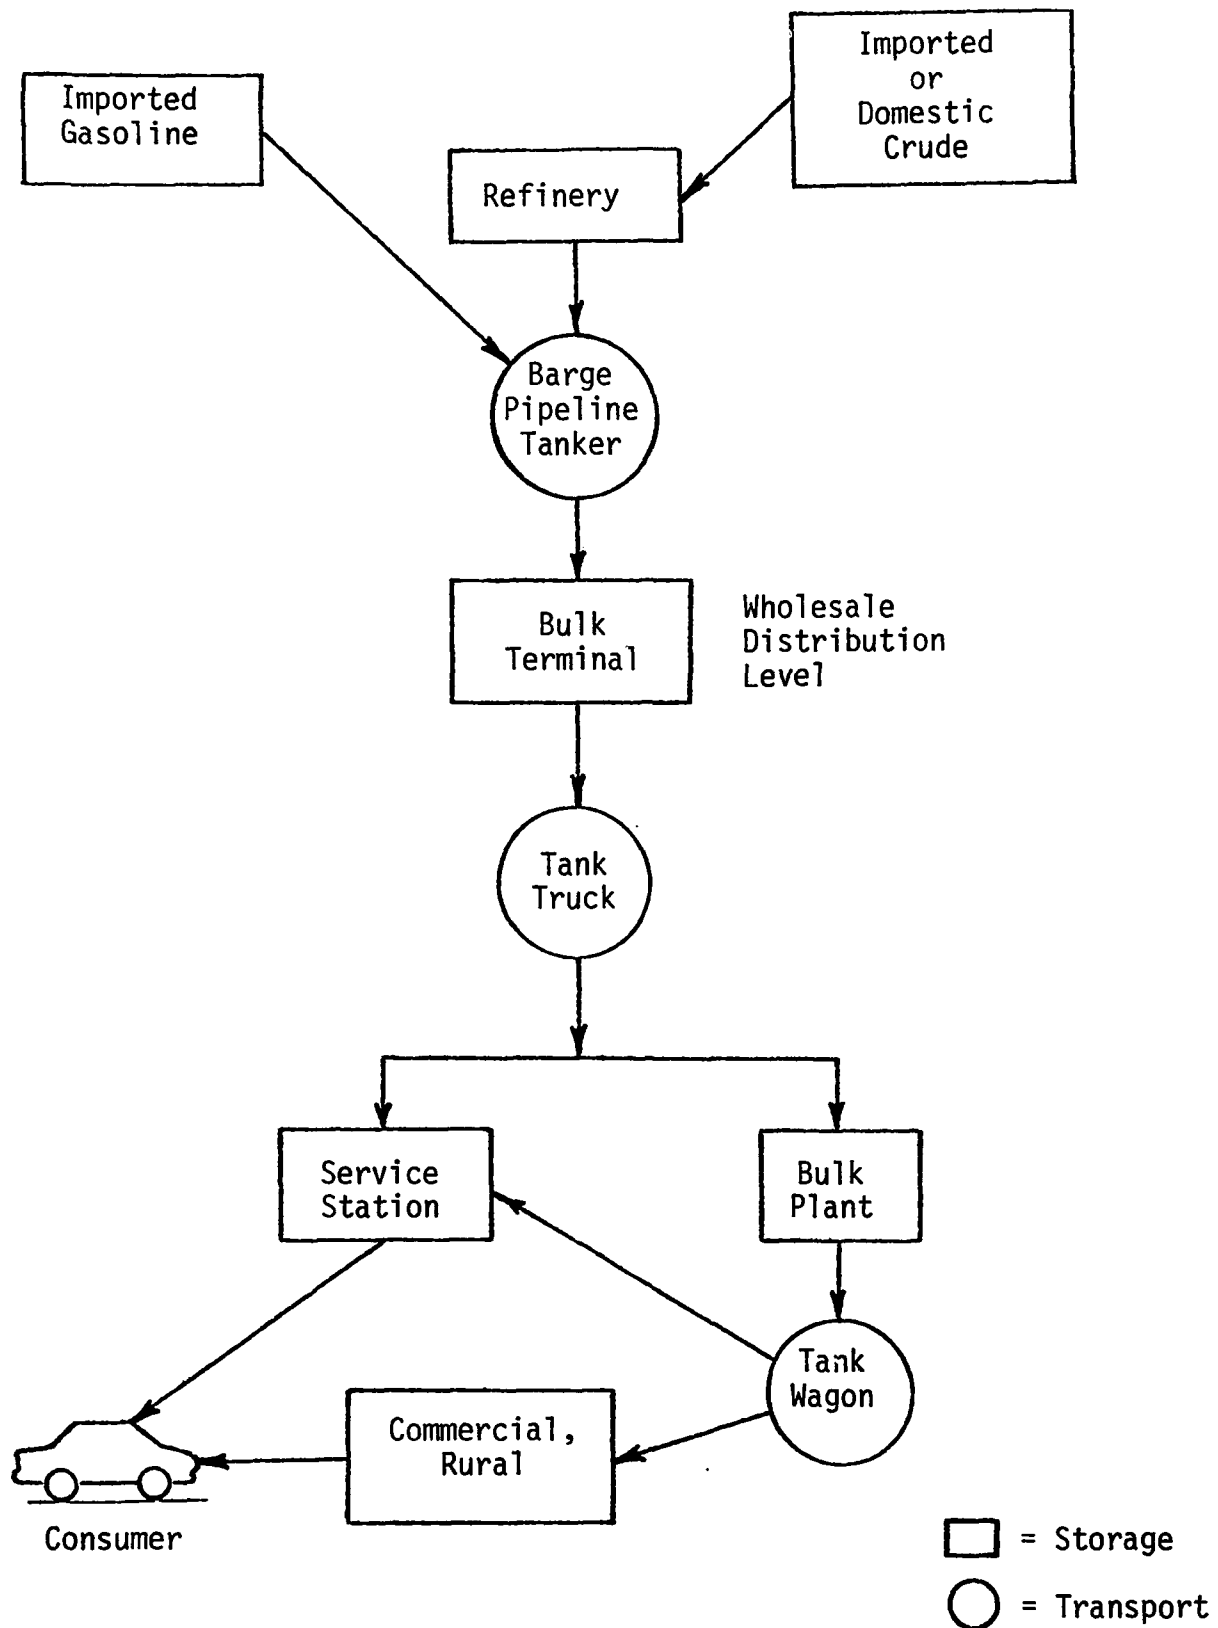 Imported
Gasoline
Imported
or
Domestic
Crude
Refinery
Barge
Pipeline
Tanker
Bulk
Terminal
Wholesale
Distribution
Level
Tank
Truck
Service
Station
Bulk
Plant
Tank
Wagon
Commercial,
Rural
Consumer
= Storage
= Transport